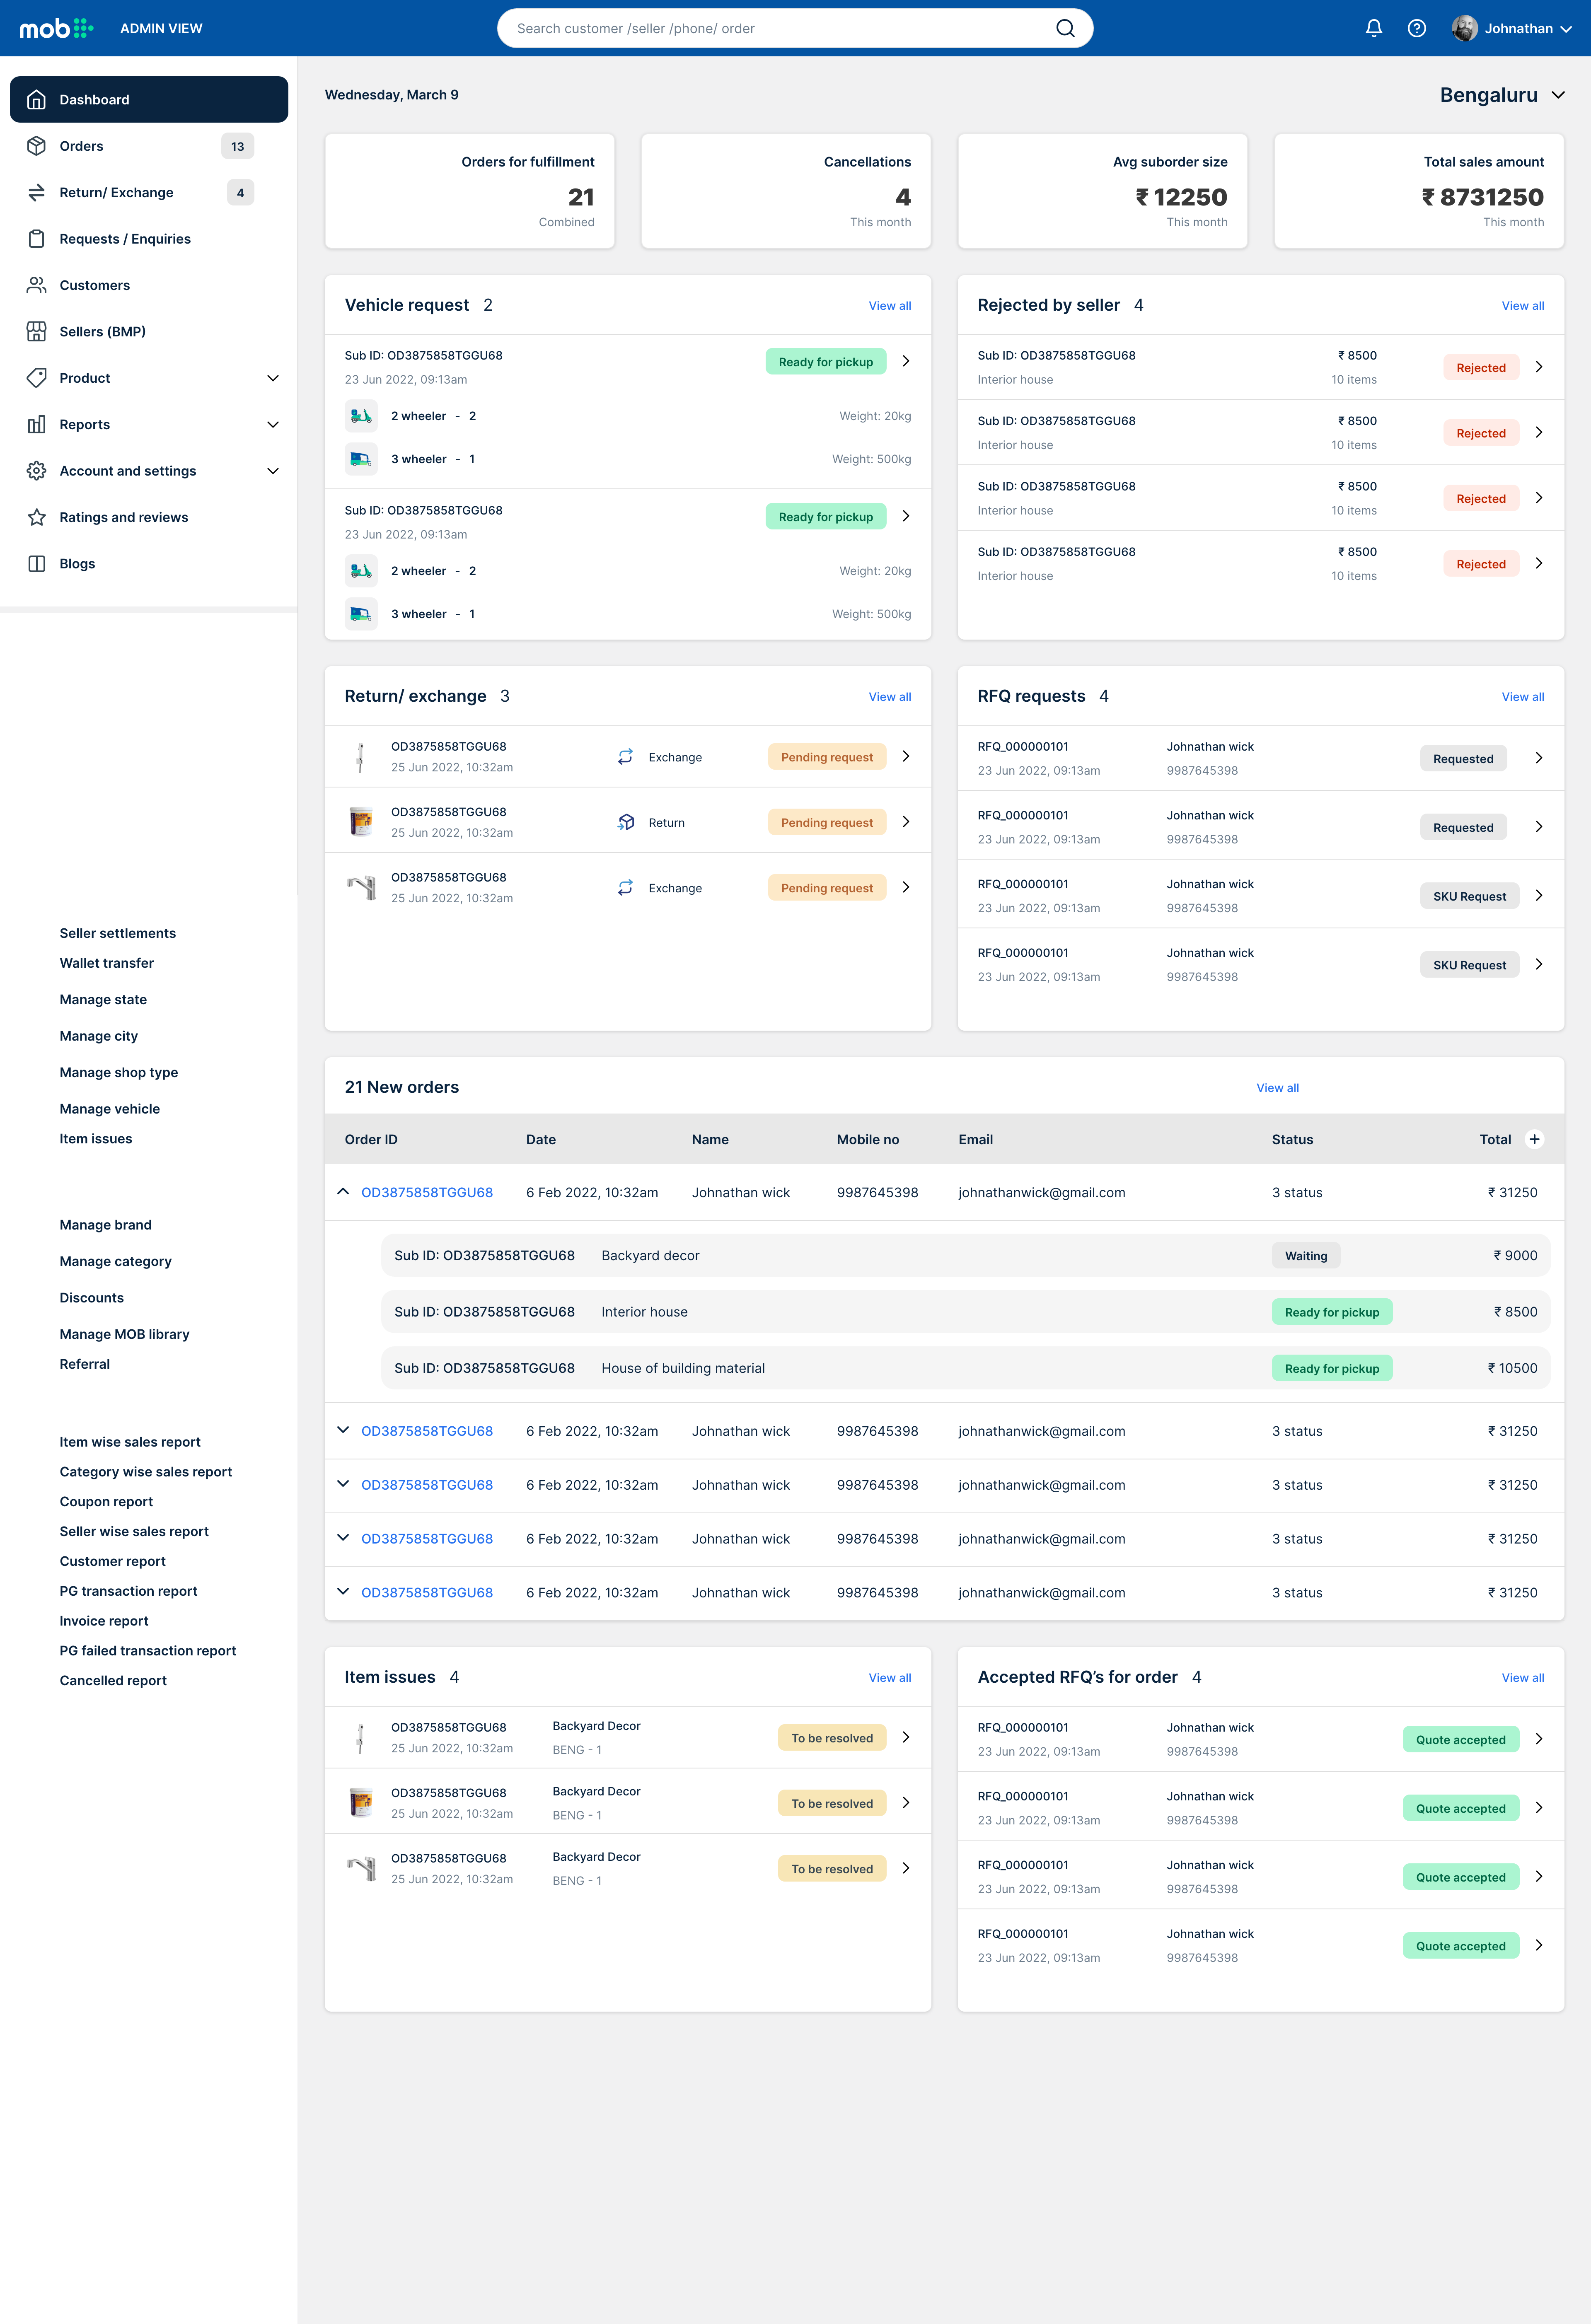 mob
ADMIN VIEW
Search customer /seller /phone/ order
Johnathan
Dashboard
Orders 13
Return/ Exchange 4
Requests / Enquiries
Customers
Sellers (BMP)
Product
Reports
Account and settings
Ratings and reviews
Blogs
Seller settlements
Wallet transfer
Manage state
Manage city
Manage shop type
Manage vehicle
Item issues
Manage brand
Manage category
Discounts
Manage MOB library
Referral
Item wise sales report
Category wise sales report
Coupon report
Seller wise sales report
Customer report
PG transaction report
Invoice report
PG failed transaction report
Cancelled report
Wednesday, March 9
Bengaluru
Orders for fulfillment
21
Combined
Cancellations
4
This month
Avg suborder size
₹ 12250
This month
Total sales amount
₹ 8731250
This month
Vehicle request 2 View all
Sub ID: OD3875858TGGU68 Ready for pickup
23 Jun 2022, 09:13am
2 wheeler - 2 Weight: 20kg
3 wheeler - 1 Weight: 500kg
Sub ID: OD3875858TGGU68 Ready for pickup
23 Jun 2022, 09:13am
2 wheeler - 2 Weight: 20kg
3 wheeler - 1 Weight: 500kg
Rejected by seller 4 View all
Sub ID: OD3875858TGGU68 ₹ 8500 Rejected
Interior house 10 items
Sub ID: OD3875858TGGU68 ₹ 8500 Rejected
Interior house 10 items
Sub ID: OD3875858TGGU68 ₹ 8500 Rejected
Interior house 10 items
Sub ID: OD3875858TGGU68 ₹ 8500 Rejected
Interior house 10 items
Return/ exchange 3 View all
OD3875858TGGU68 Exchange Pending request
25 Jun 2022, 10:32am
OD3875858TGGU68 Return Pending request
25 Jun 2022, 10:32am
OD3875858TGGU68 Exchange Pending request
25 Jun 2022, 10:32am
RFQ requests 4 View all
RFQ_000000101 Johnathan wick Requested
23 Jun 2022, 09:13am 9987645398
RFQ_000000101 Johnathan wick Requested
23 Jun 2022, 09:13am 9987645398
RFQ_000000101 Johnathan wick SKU Request
23 Jun 2022, 09:13am 9987645398
RFQ_000000101 Johnathan wick SKU Request
23 Jun 2022, 09:13am 9987645398
21 New orders View all
Order ID Date Name Mobile no Email Status Total +
OD3875858TGGU68 6 Feb 2022, 10:32am Johnathan wick 9987645398 johnathanwick@gmail.com 3 status ₹ 31250
Sub ID: OD3875858TGGU68 Backyard decor Waiting ₹ 9000
Sub ID: OD3875858TGGU68 Interior house Ready for pickup ₹ 8500
Sub ID: OD3875858TGGU68 House of building material Ready for pickup ₹ 10500
OD3875858TGGU68 6 Feb 2022, 10:32am Johnathan wick 9987645398 johnathanwick@gmail.com 3 status ₹ 31250
OD3875858TGGU68 6 Feb 2022, 10:32am Johnathan wick 9987645398 johnathanwick@gmail.com 3 status ₹ 31250
OD3875858TGGU68 6 Feb 2022, 10:32am Johnathan wick 9987645398 johnathanwick@gmail.com 3 status ₹ 31250
OD3875858TGGU68 6 Feb 2022, 10:32am Johnathan wick 9987645398 johnathanwick@gmail.com 3 status ₹ 31250
Item issues 4 View all
OD3875858TGGU68 Backyard Decor To be resolved
25 Jun 2022, 10:32am BENG - 1
OD3875858TGGU68 Backyard Decor To be resolved
25 Jun 2022, 10:32am BENG - 1
OD3875858TGGU68 Backyard Decor To be resolved
25 Jun 2022, 10:32am BENG - 1
Accepted RFQ’s for order 4 View all
RFQ_000000101 Johnathan wick Quote accepted
23 Jun 2022, 09:13am 9987645398
RFQ_000000101 Johnathan wick Quote accepted
23 Jun 2022, 09:13am 9987645398
RFQ_000000101 Johnathan wick Quote accepted
23 Jun 2022, 09:13am 9987645398
RFQ_000000101 Johnathan wick Quote accepted
23 Jun 2022, 09:13am 9987645398